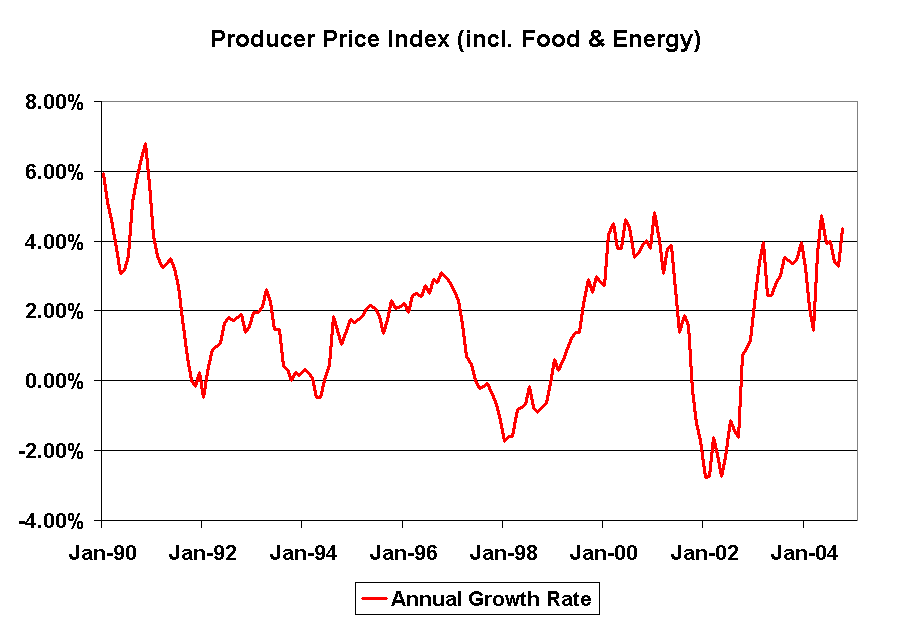 Producer Price Index (incl. Food & Energy)
8.00%
6.00%
4.00%
2.00%
0.00%
-2.00%
-4.00%
Jan-90 Jan-92 Jan-94 Jan-96 Jan-98 Jan-00 Jan-02 Jan-04
Annual Growth Rate